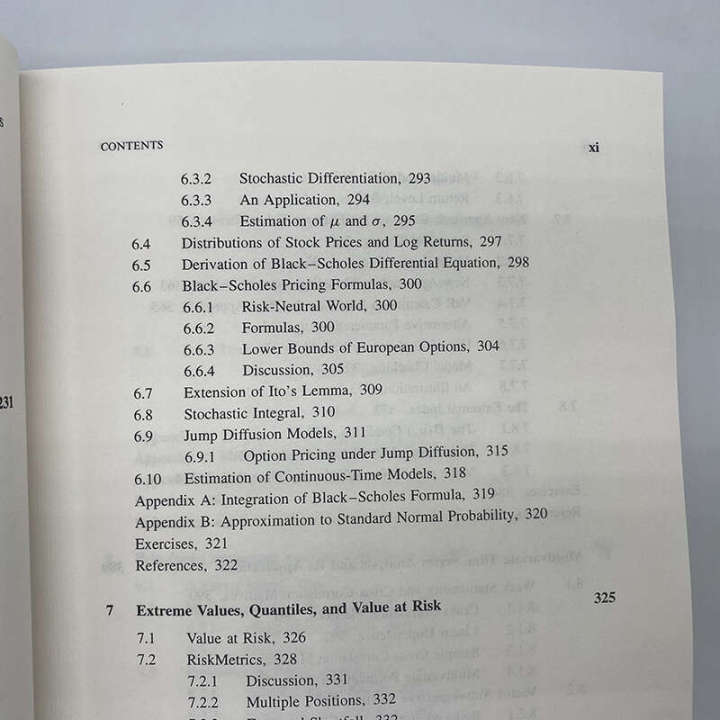 CONTENTS xi
6.3.2 Stochastic Differentiation, 293
6.3.3 An Application, 294
6.3.4 Estimation of μ and σ, 295
6.4 Distributions of Stock Prices and Log Returns, 297
6.5 Derivation of Black–Scholes Differential Equation, 298
6.6 Black–Scholes Pricing Formulas, 300
6.6.1 Risk-Neutral World, 300
6.6.2 Formulas, 300
6.6.3 Lower Bounds of European Options, 304
6.6.4 Discussion, 305
6.7 Extension of Ito's Lemma, 309
6.8 Stochastic Integral, 310
6.9 Jump Diffusion Models, 311
6.9.1 Option Pricing under Jump Diffusion, 315
6.10 Estimation of Continuous-Time Models, 318
Appendix A: Integration of Black–Scholes Formula, 319
Appendix B: Approximation to Standard Normal Probability, 320
Exercises, 321
References, 322
7 Extreme Values, Quantiles, and Value at Risk 325
7.1 Value at Risk, 326
7.2 RiskMetrics, 328
7.2.1 Discussion, 331
7.2.2 Multiple Positions, 332
231